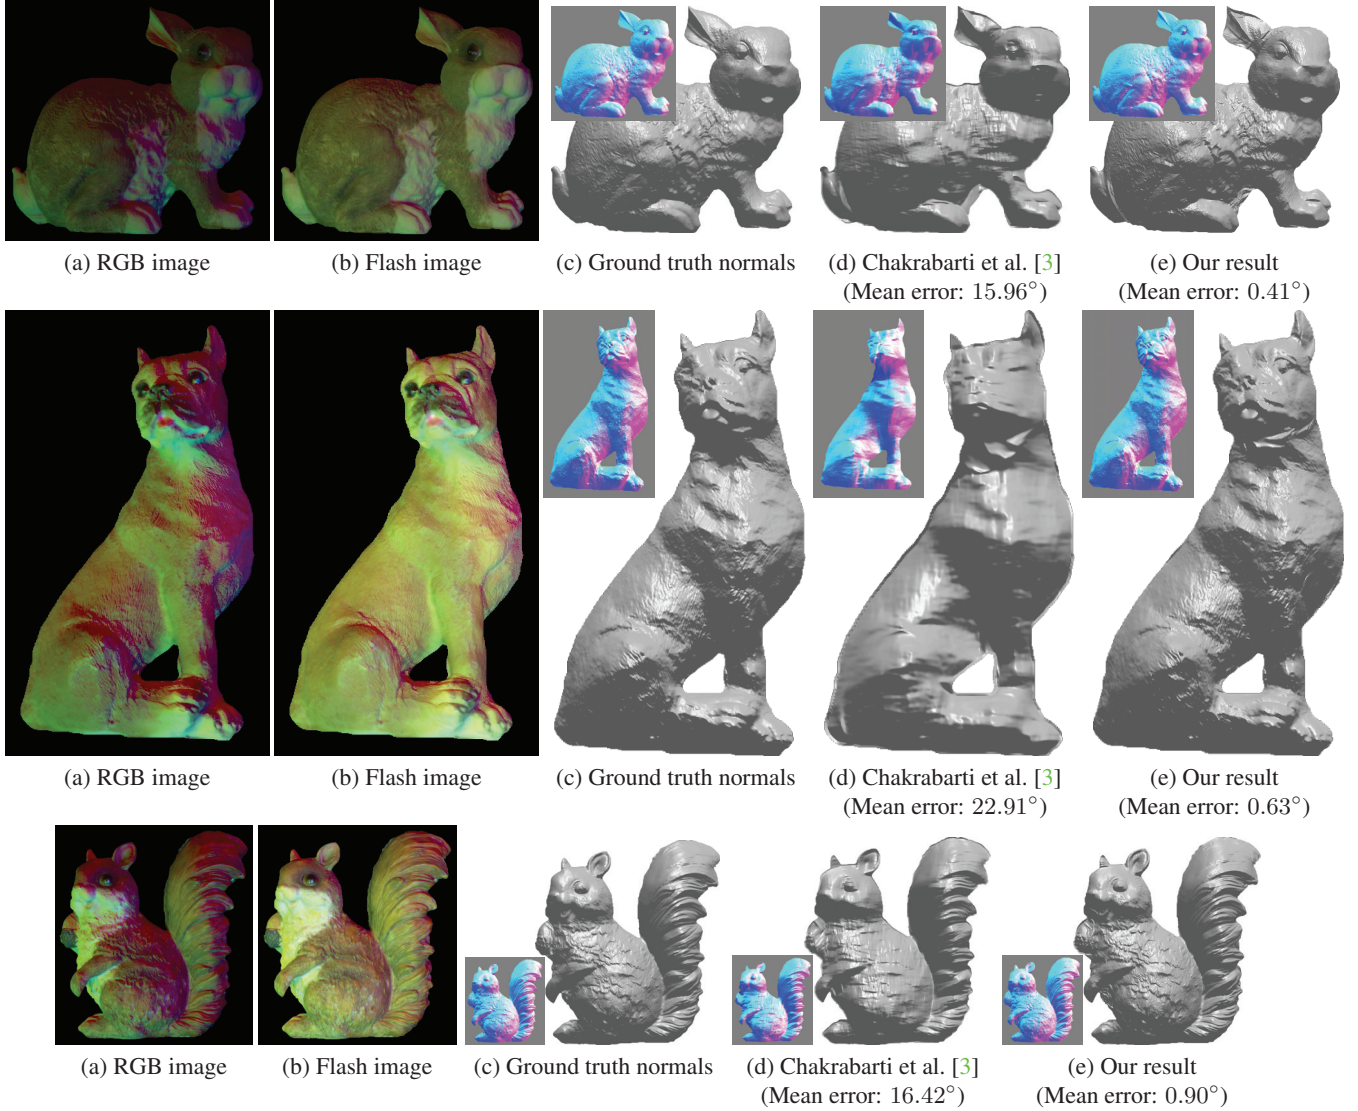 (a) RGB image
(b) Flash image
(c) Ground truth normals
(d) Chakrabarti et al. [3]
(Mean error: 15.96°)
(e) Our result
(Mean error: 0.41°)
(a) RGB image
(b) Flash image
(c) Ground truth normals
(d) Chakrabarti et al. [3]
(Mean error: 22.91°)
(e) Our result
(Mean error: 0.63°)
(a) RGB image
(b) Flash image
(c) Ground truth normals
(d) Chakrabarti et al. [3]
(Mean error: 16.42°)
(e) Our result
(Mean error: 0.90°)